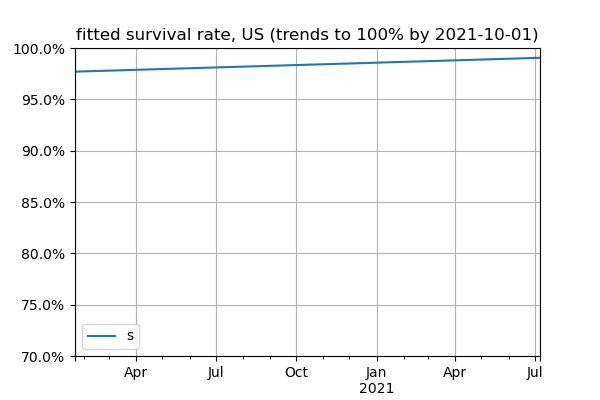 fitted survival rate, US (trends to 100% by 2021-10-01)
100.0%
95.0%
90.0%
85.0%
80.0%
75.0%
70.0%
s
Apr Jul Oct Jan Apr Jul
2021